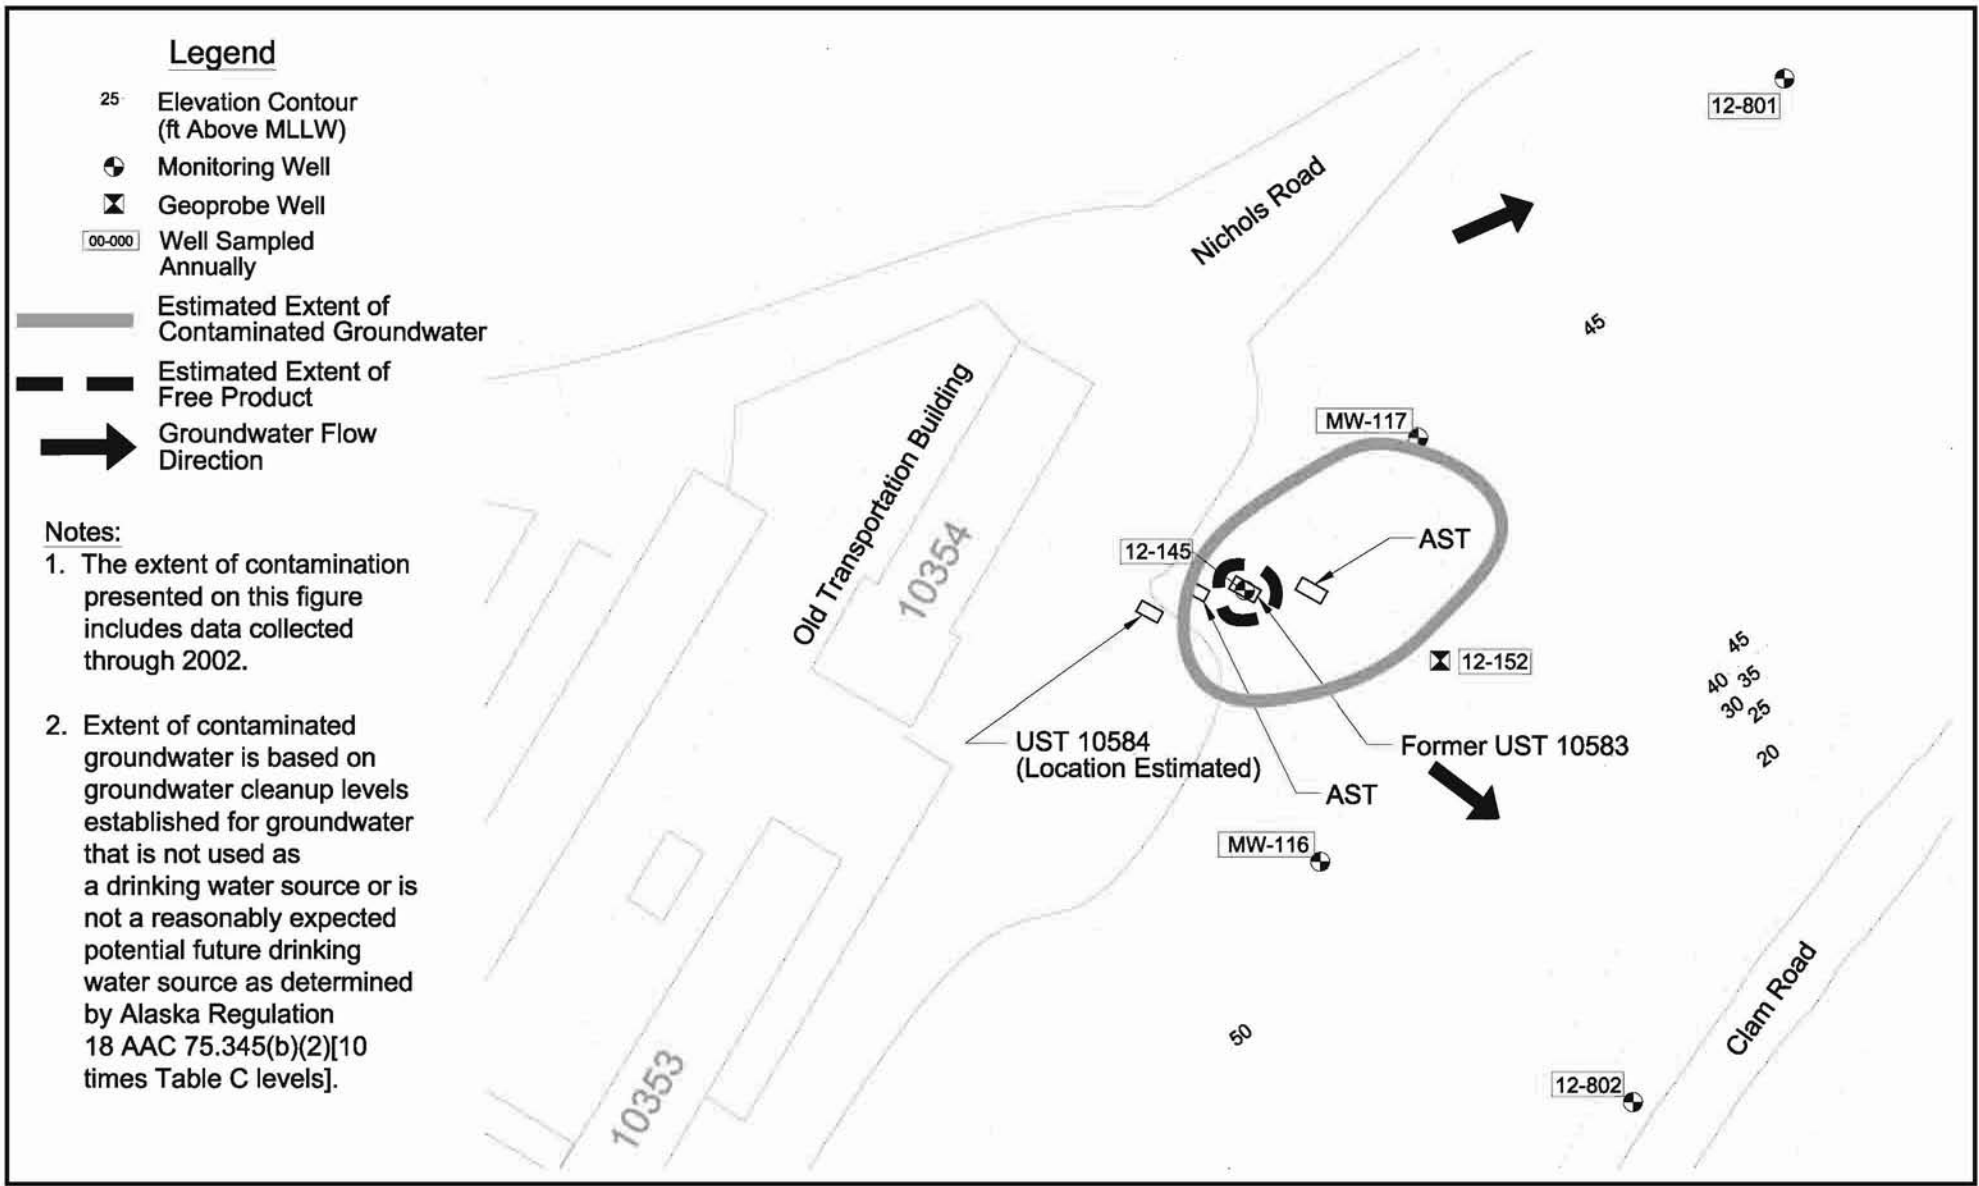 Legend
25
Elevation Contour
(ft Above MLLW)
Monitoring Well
Geoprobe Well
00-000
Well Sampled
Annually
Estimated Extent of
Contaminated Groundwater
Estimated Extent of
Free Product
Groundwater Flow
Direction
Notes:
1. The extent of contamination
presented on this figure
includes data collected
through 2002.
2. Extent of contaminated
groundwater is based on
groundwater cleanup levels
established for groundwater
that is not used as
a drinking water source or is
not a reasonably expected
potential future drinking
water source as determined
by Alaska Regulation
18 AAC 75.345(b)(2)[10
times Table C levels].
12-801
Nichols Road
45
MW-117
Old Transportation Building
10354
12-145
AST
12-152
45
40
35
30
25
20
UST 10584
(Location Estimated)
Former UST 10583
AST
MW-116
50
Clam Road
12-802
10353